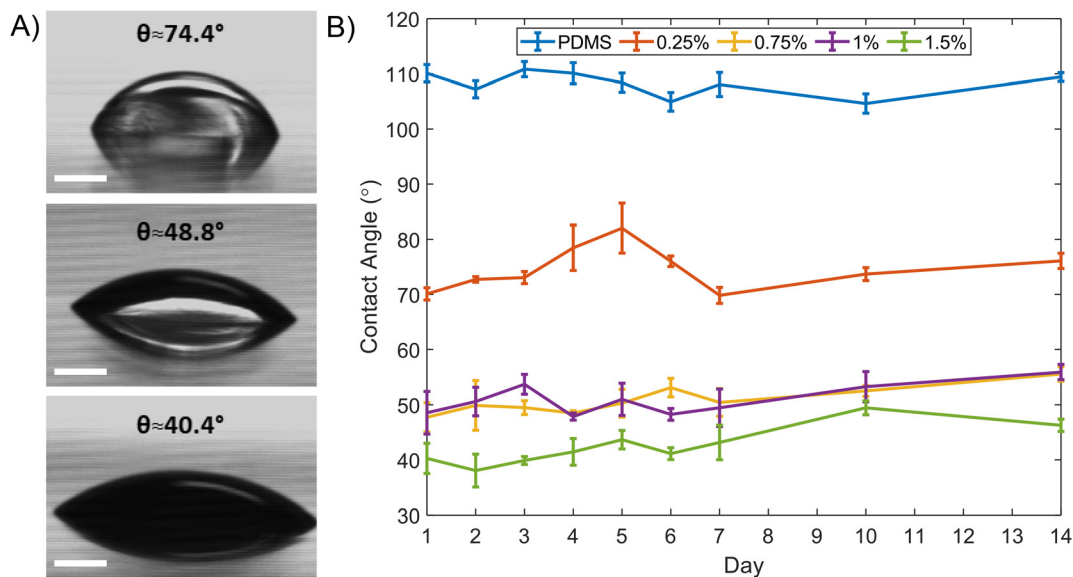 A)
θ≈74.4°
θ≈48.8°
θ≈40.4°
B)
PDMS 0.25% 0.75% 1% 1.5%
120
110
100
90
80
70
60
50
40
30
Contact Angle (°)
1 2 3 4 5 6 7 8 9 10 11 12 13 14
Day